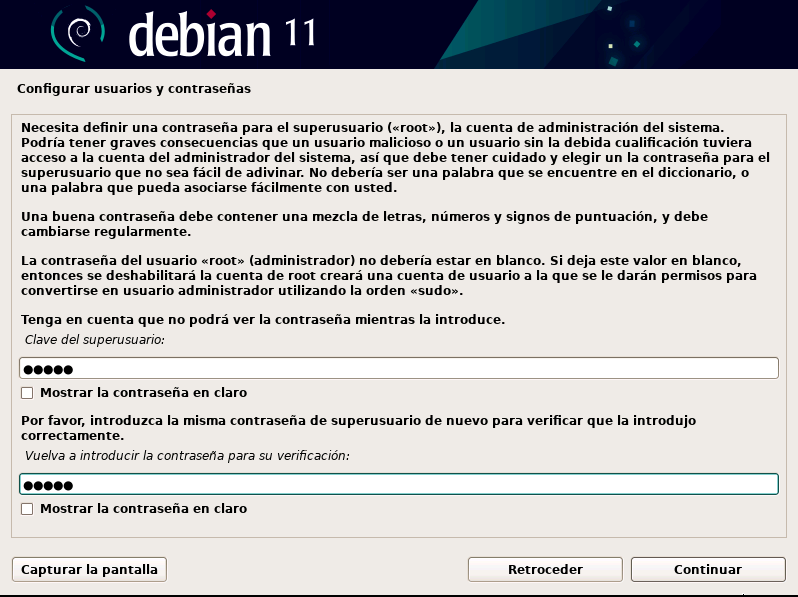 debian 11
Configurar usuarios y contraseñas
Necesita definir una contraseña para el superusuario («root»), la cuenta de administración del sistema.
Podría tener graves consecuencias que un usuario malicioso o un usuario sin la debida cualificación tuviera
acceso a la cuenta del administrador del sistema, así que debe tener cuidado y elegir un la contraseña para el
superusuario que no sea fácil de adivinar. No debería ser una palabra que se encuentre en el diccionario, o
una palabra que pueda asociarse fácilmente con usted.
Una buena contraseña debe contener una mezcla de letras, números y signos de puntuación, y debe
cambiarse regularmente.
La contraseña del usuario «root» (administrador) no debería estar en blanco. Si deja este valor en blanco,
entonces se deshabilitará la cuenta de root creará una cuenta de usuario a la que se le darán permisos para
convertirse en usuario administrador utilizando la orden «sudo».
Tenga en cuenta que no podrá ver la contraseña mientras la introduce.
Clave del superusuario:
●●●●●
Mostrar la contraseña en claro
Por favor, introduzca la misma contraseña de superusuario de nuevo para verificar que la introdujo
correctamente.
Vuelva a introducir la contraseña para su verificación:
●●●●●
Mostrar la contraseña en claro
Capturar la pantalla
Retroceder
Continuar